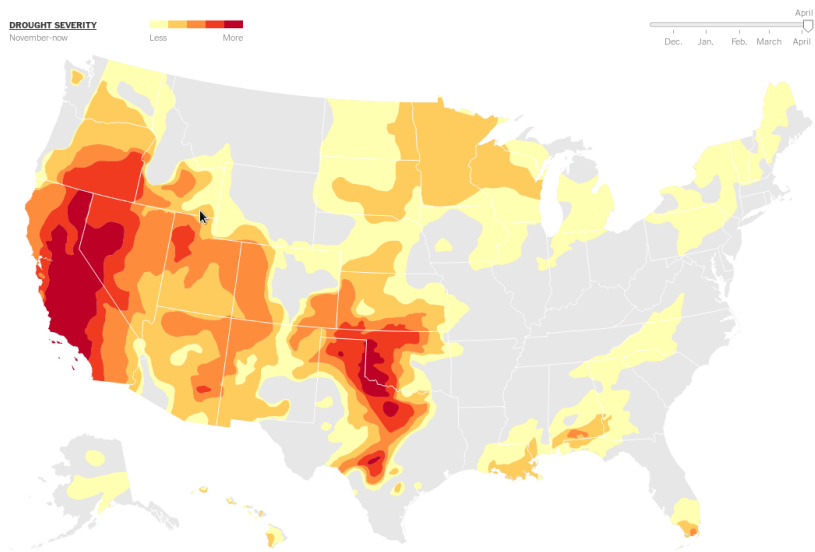 April
DROUGHT SEVERITY
November-now
Less More
Dec. Jan. Feb. March April